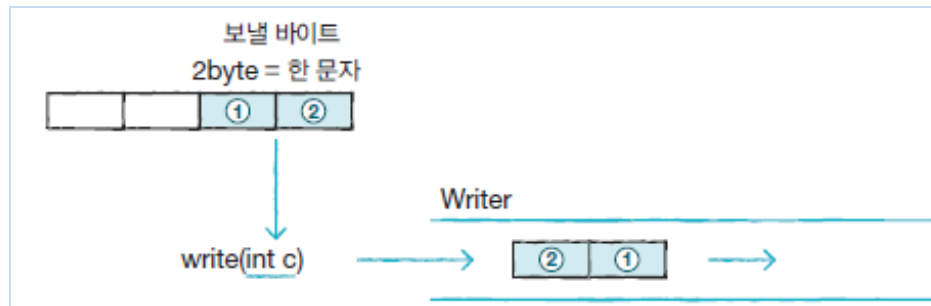 보낼 바이트
2byte = 한 문자
① ②
Writer
write(int c)
② ①